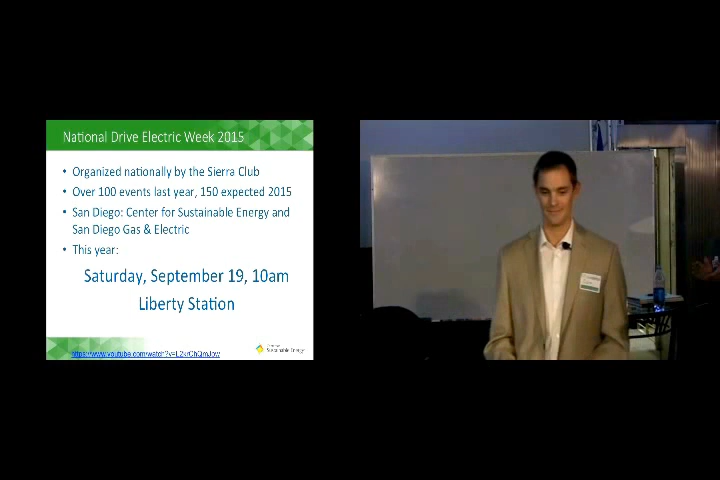 National Drive Electric Week 2015
• Organized nationally by the Sierra Club
• Over 100 events last year, 150 expected 2015
• San Diego: Center for Sustainable Energy and
San Diego Gas & Electric
• This year:
Saturday, September 19, 10am
Liberty Station
Sustainable Energy